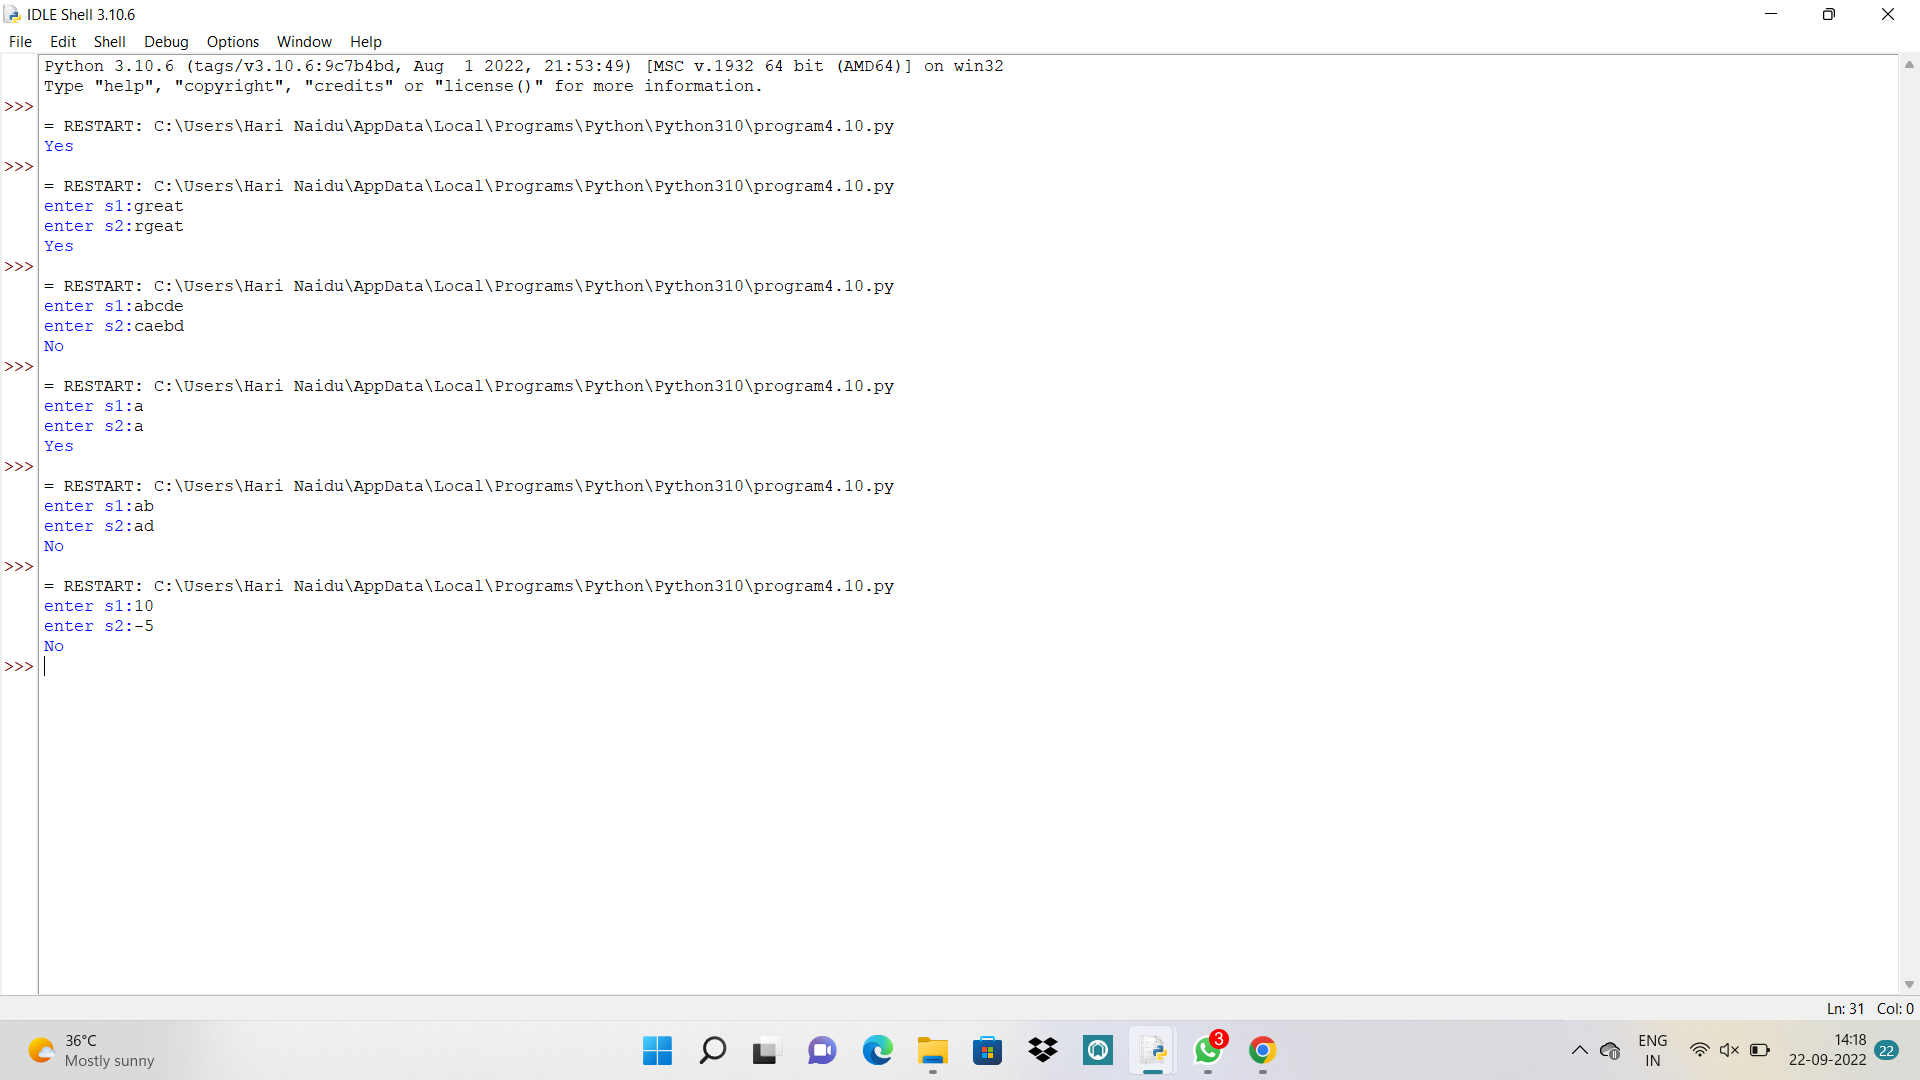 IDLE Shell 3.10.6
File Edit Shell Debug Options Window Help
Python 3.10.6 (tags/v3.10.6:9c7b4bd, Aug  1 2022, 21:53:49) [MSC v.1932 64 bit (AMD64)] on win32
Type "help", "copyright", "credits" or "license()" for more information.
>>>
= RESTART: C:\Users\Hari Naidu\AppData\Local\Programs\Python\Python310\program4.10.py
Yes
>>>
= RESTART: C:\Users\Hari Naidu\AppData\Local\Programs\Python\Python310\program4.10.py
enter s1:great
enter s2:rgeat
Yes
>>>
= RESTART: C:\Users\Hari Naidu\AppData\Local\Programs\Python\Python310\program4.10.py
enter s1:abcde
enter s2:caebd
No
>>>
= RESTART: C:\Users\Hari Naidu\AppData\Local\Programs\Python\Python310\program4.10.py
enter s1:a
enter s2:a
Yes
>>>
= RESTART: C:\Users\Hari Naidu\AppData\Local\Programs\Python\Python310\program4.10.py
enter s1:ab
enter s2:ad
No
>>>
= RESTART: C:\Users\Hari Naidu\AppData\Local\Programs\Python\Python310\program4.10.py
enter s1:10
enter s2:-5
No
>>>
Ln: 31 Col: 0
36°C
Mostly sunny
3
ENG
IN
14:18
22-09-2022
22